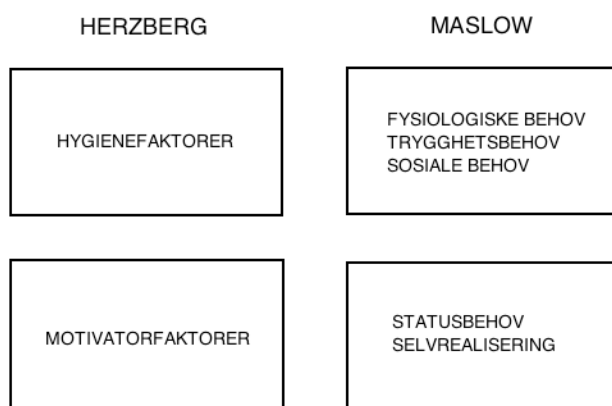 HERZBERG
MASLOW
HYGIENEFAKTORER
FYSIOLOGISKE BEHOV
TRYGGHETSBEHOV
SOSIALE BEHOV
MOTIVATORFAKTORER
STATUSBEHOV
SELVREALISERING